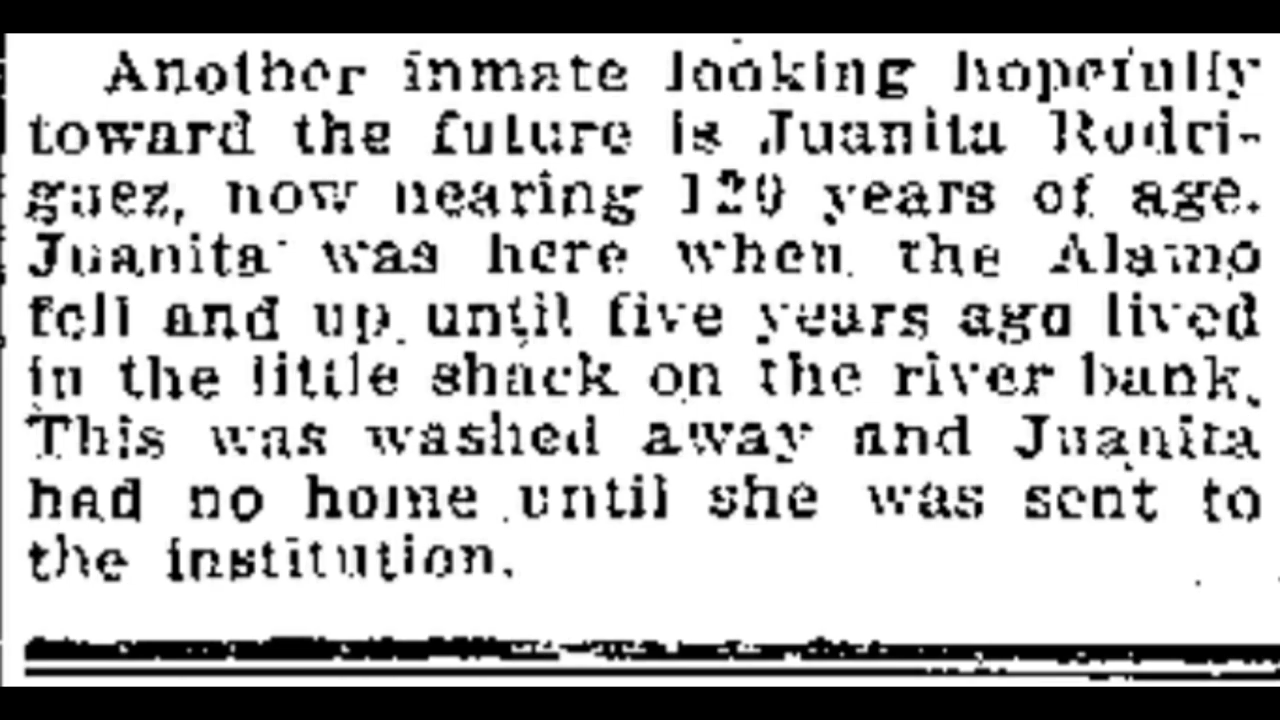 Another inmate looking hopefully
toward the future is Juanita Rodri-
guez, now nearing 120 years of age.
Juanita was here when the Alamo
fell and up until five years ago lived
in the little shack on the river bank.
This was washed away and Juanita
had no home until she was sent to
the institution.